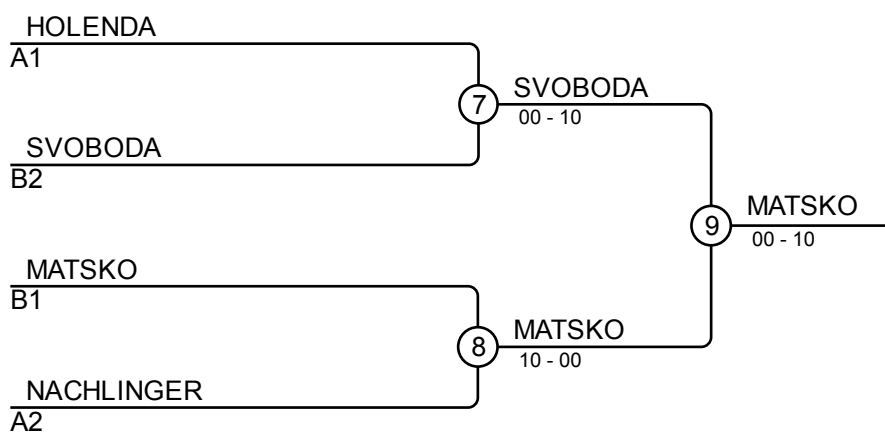 HOLENDA
A1
7
SVOBODA
00 - 10
SVOBODA
B2
9
MATSKO
00 - 10
MATSKO
B1
8
MATSKO
10 - 00
NACHLINGER
A2